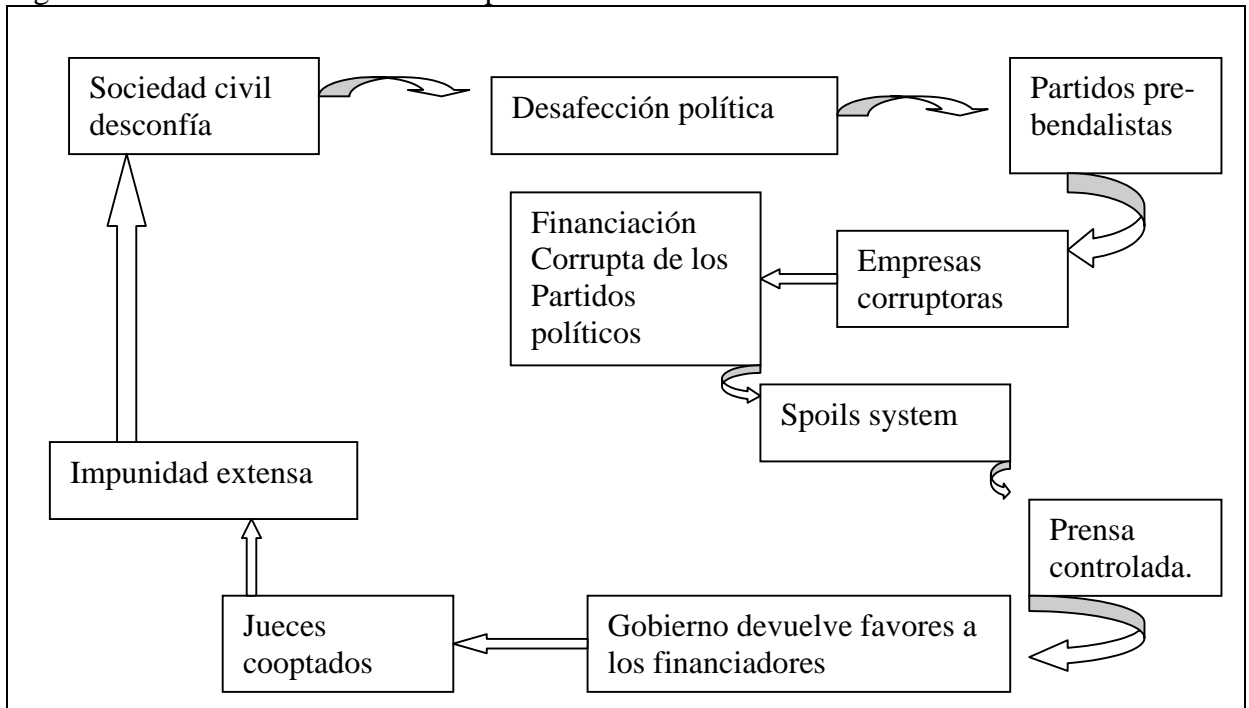 Sociedad civil
desconfía
Desafección política
Partidos pre-
bendalistas
Financiación
Corrupta de los
Partidos
políticos
Empresas
corruptoras
Spoils system
Impunidad extensa
Prensa
controlada.
Jueces
cooptados
Gobierno devuelve favores a
los financiadores